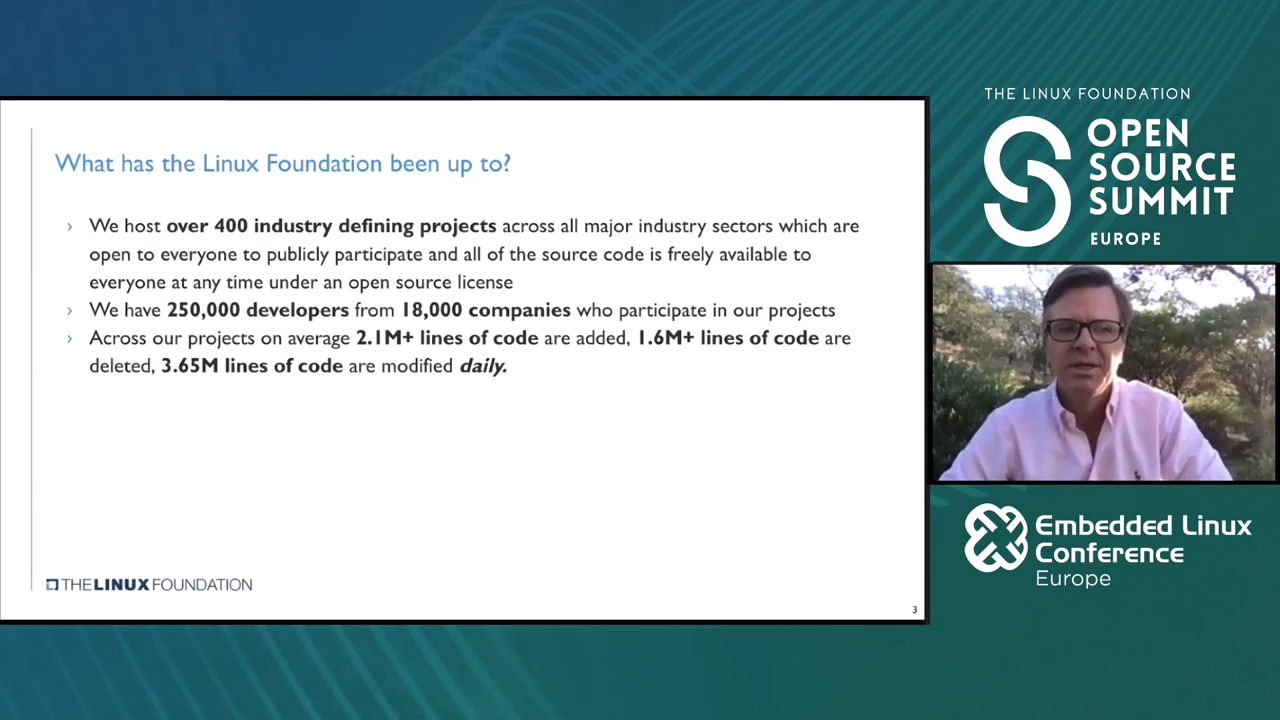 What has the Linux Foundation been up to?
› We host over 400 industry defining projects across all major industry sectors which are
open to everyone to publicly participate and all of the source code is freely available to
everyone at any time under an open source license
› We have 250,000 developers from 18,000 companies who participate in our projects
› Across our projects on average 2.1M+ lines of code are added, 1.6M+ lines of code are
deleted, 3.65M lines of code are modified daily.
THE LINUX FOUNDATION
3
THE LINUX FOUNDATION
OPEN
SOURCE
SUMMIT
EUROPE
Embedded Linux
Conference
Europe